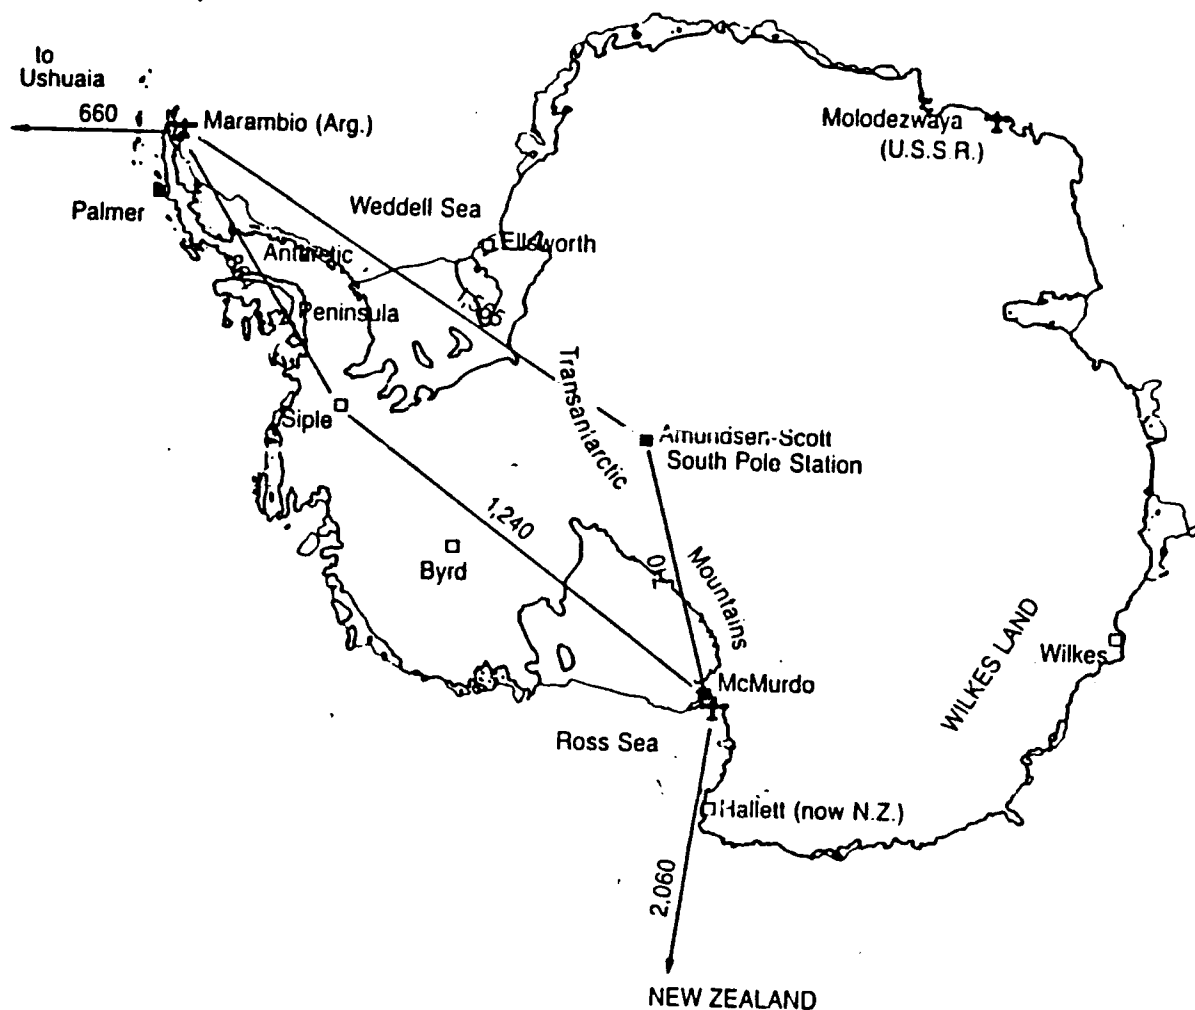 to
Ushuaia
660
Marambio (Arg.)
Molodezwaya
(U.S.S.R.)
Palmer
Weddell Sea
Ellsworth
Antarctic
Peninsula
Siple
Transantarctic
Amundsen-Scott
South Pole Station
1,240
Byrd
Mountains
McMurdo
WILKES LAND
Wilkes
Ross Sea
Hallett (now N.Z.)
2,060
NEW ZEALAND